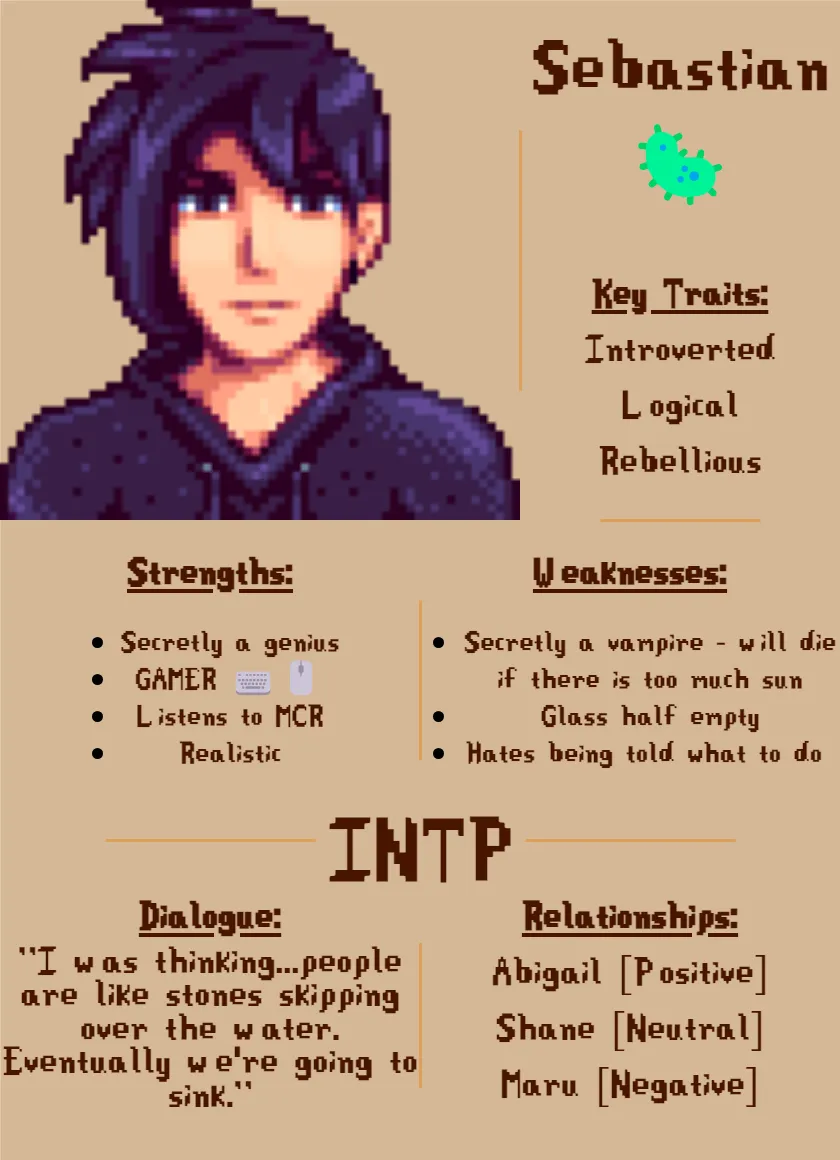 Sebastian
Key Traits:
Introverted
Logical
Rebellious
Strengths:
Secretly a genius
GAMER
Listens to MCR
Realistic
Weaknesses:
Secretly a vampire - will die
if there is too much sun
Glass half empty
Hates being told what to do
INTP
Dialogue:
"I was thinking...people
are like stones skipping
over the water.
Eventually we're going to
sink."
Relationships:
Abigail [Positive]
Shane [Neutral]
Maru [Negative]